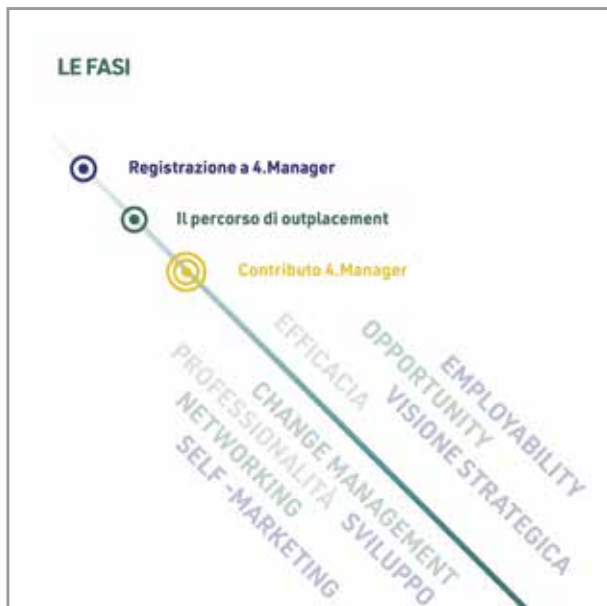 LE FASI
Registrazione a 4.Manager
Il percorso di outplacement
Contributo 4.Manager
EFFICACIA
OPPORTUNITY
EMPLOYABILITY
PROFESSIONALITÀ
CHANGE MANAGEMENT
VISIONE STRATEGICA
NETWORKING
SELF-MARKETING
SVILUPPO